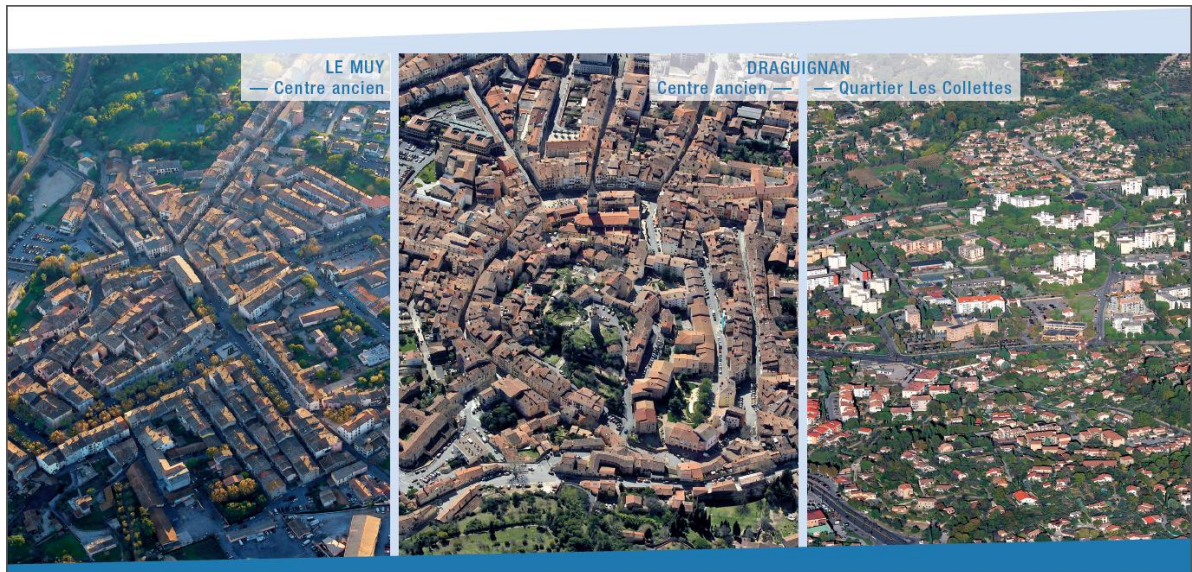 LE MUY
— Centre ancien
DRAGUIGNAN
Centre ancien —
— Quartier Les Collettes